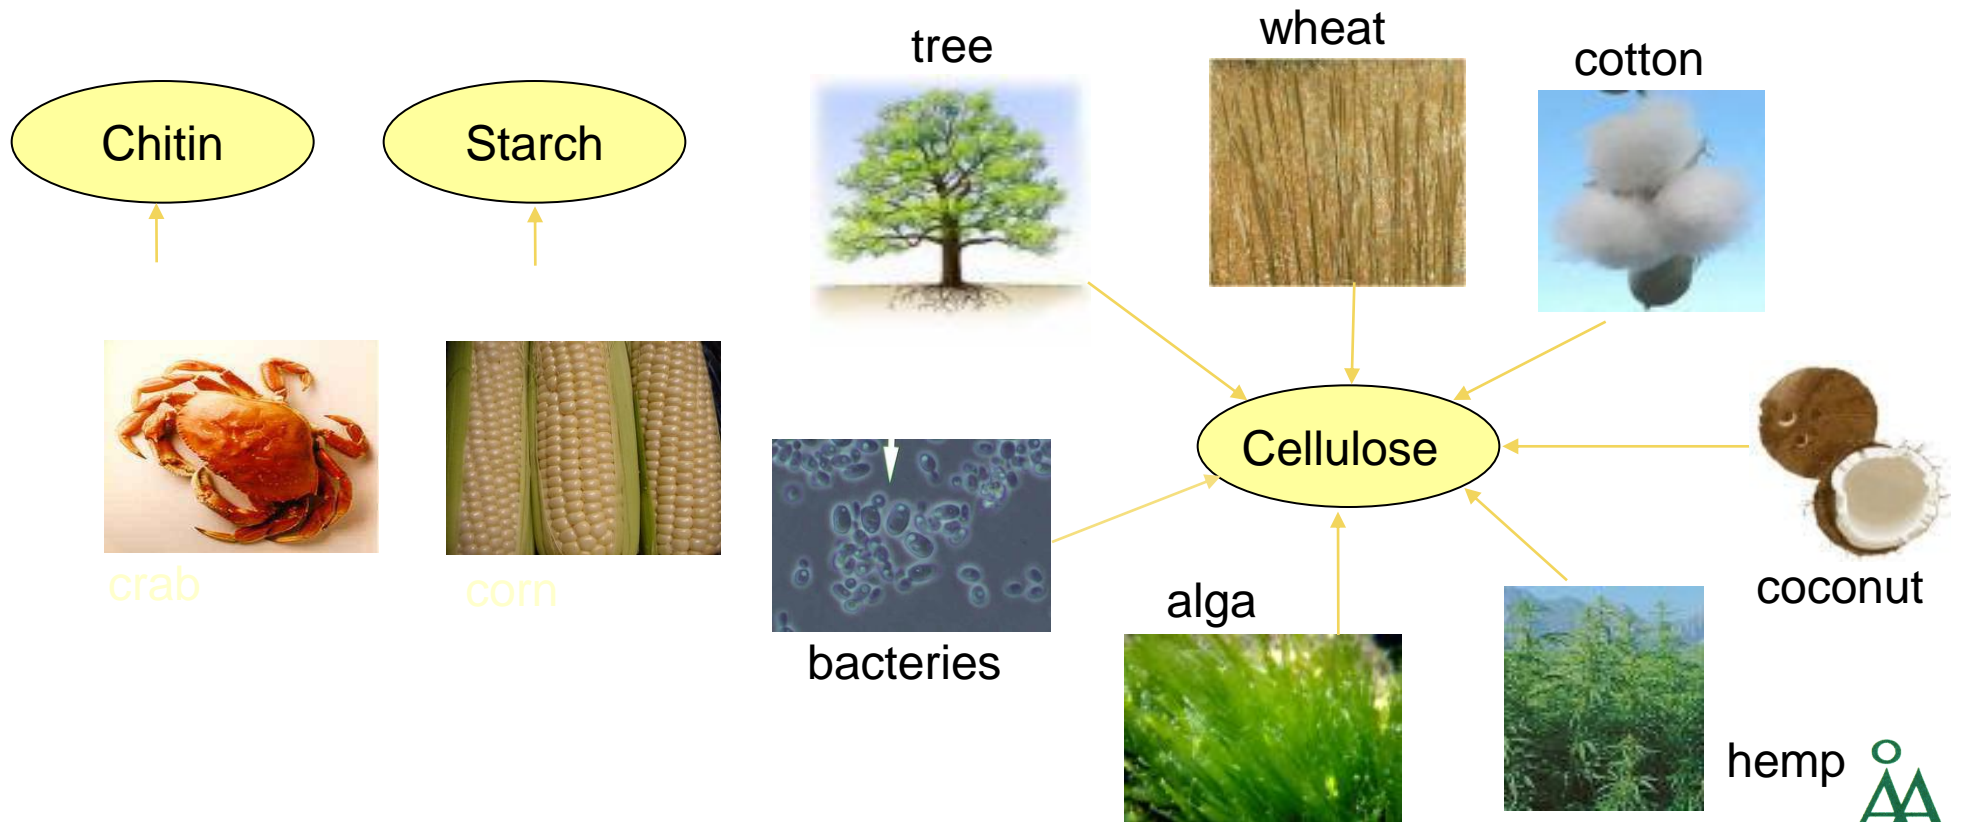 tree
wheat
cotton
Chitin
Starch
Cellulose
crab
corn
bacteries
alga
coconut
hemp